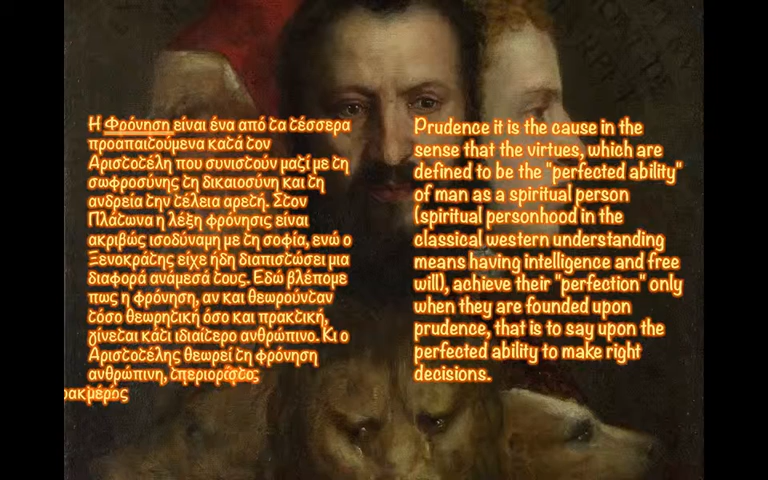 Η Φρόνηση είναι ένα από τα τέσσερα
προαπαιτούμενα κατά τον
Αριστοτέλη που συνιστούν μαζί με τη
σωφροσύνης τη δικαιοσύνη και τη
ανδρεία την τέλεια αρετή. Στον
Πλάτωνα η λέξη φρόνησις είναι
ακριβώς ισοδύναμη με τη σοφία, ενώ ο
Ξενοκράτης είχε ήδη διαπιστώσει μια
διαφορά ανάμεσά τους. Εδώ βλέπομε
πως η φρόνηση, αν και θεωρούνταν
τόσο θεωρητική όσο και πρακτική,
γίνεται κάτι ιδιαίτερο ανθρώπινο. Κι ο
Αριστοτέλης θεωρεί τη φρόνηση
ανθρώπινη,
Prudence it is the cause in the
sense that the virtues, which are
defined to be the "perfected ability"
of man as a spiritual person
(spiritual personhood in the
classical western understanding
means having intelligence and free
will), achieve their "perfection" only
when they are founded upon
prudence, that is to say upon the
perfected ability to make right
decisions.